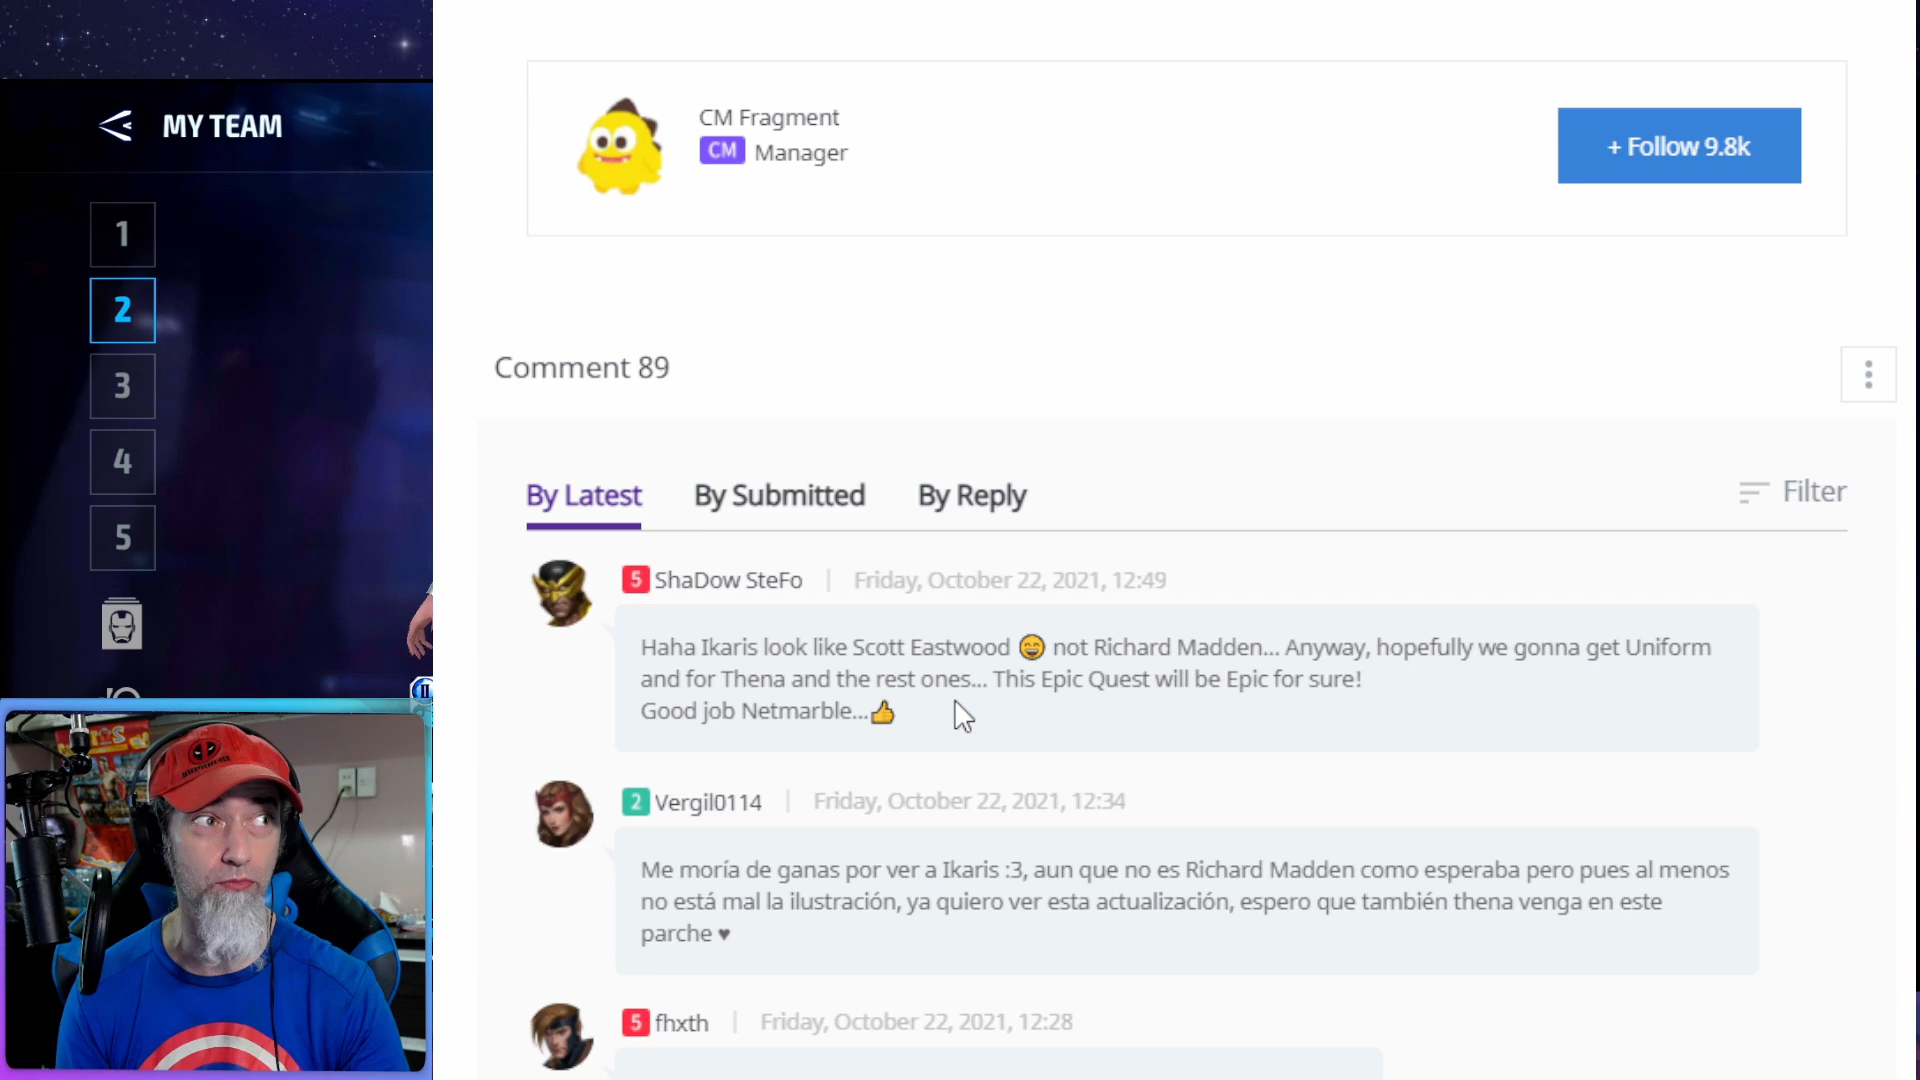 MY TEAM
1
2
3
4
5
CM Fragment
CM Manager
+ Follow 9.8k
Comment 89
By Latest By Submitted By Reply
Filter
5 ShaDow SteFo | Friday, October 22, 2021, 12:49
Haha Ikaris look like Scott Eastwood 😄 not Richard Madden... Anyway, hopefully we gonna get Uniform
and for Thena and the rest ones... This Epic Quest will be Epic for sure!
Good job Netmarble...👍
2 Vergil0114 | Friday, October 22, 2021, 12:34
Me moría de ganas por ver a Ikaris :3, aun que no es Richard Madden como esperaba pero pues al menos
no está mal la ilustración, ya quiero ver esta actualización, espero que también thena venga en este
parche ♥
5 fhxth | Friday, October 22, 2021, 12:28